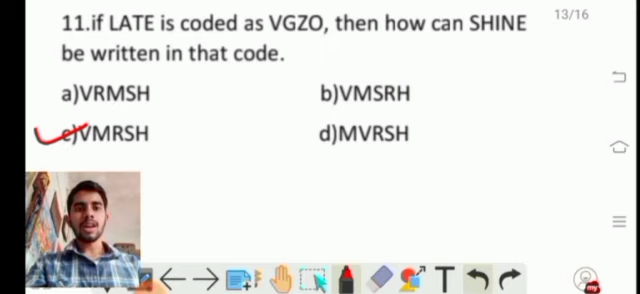 13/16
11.if LATE is coded as VGZO, then how can SHINE
be written in that code.
a)VRMSH b)VMSRH
c)VMRSH d)MVRSH
T
my